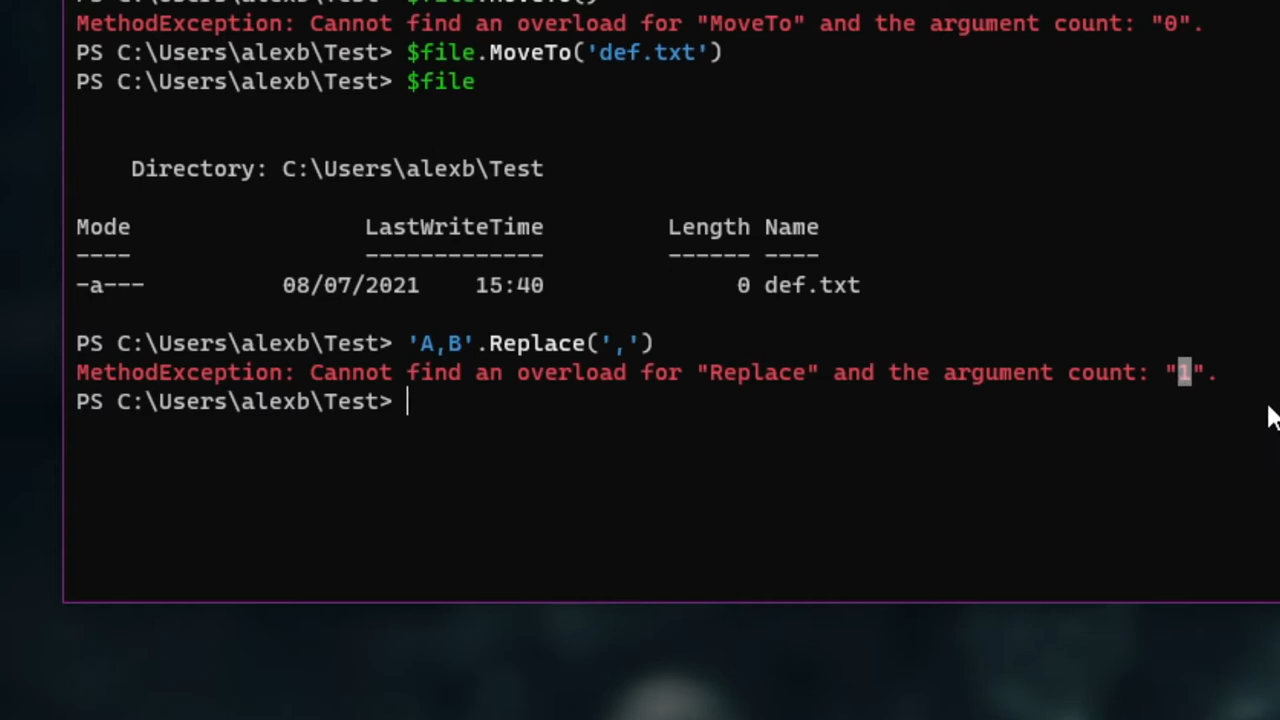 MethodException: Cannot find an overload for "MoveTo" and the argument count: "0".
PS C:\Users\alexb\Test> $file.MoveTo('def.txt')
PS C:\Users\alexb\Test> $file
Directory: C:\Users\alexb\Test
Mode LastWriteTime Length Name
---- ------------- ------ ----
-a--- 08/07/2021 15:40 0 def.txt
PS C:\Users\alexb\Test> 'A,B'.Replace(',')
MethodException: Cannot find an overload for "Replace" and the argument count: "1".
PS C:\Users\alexb\Test>